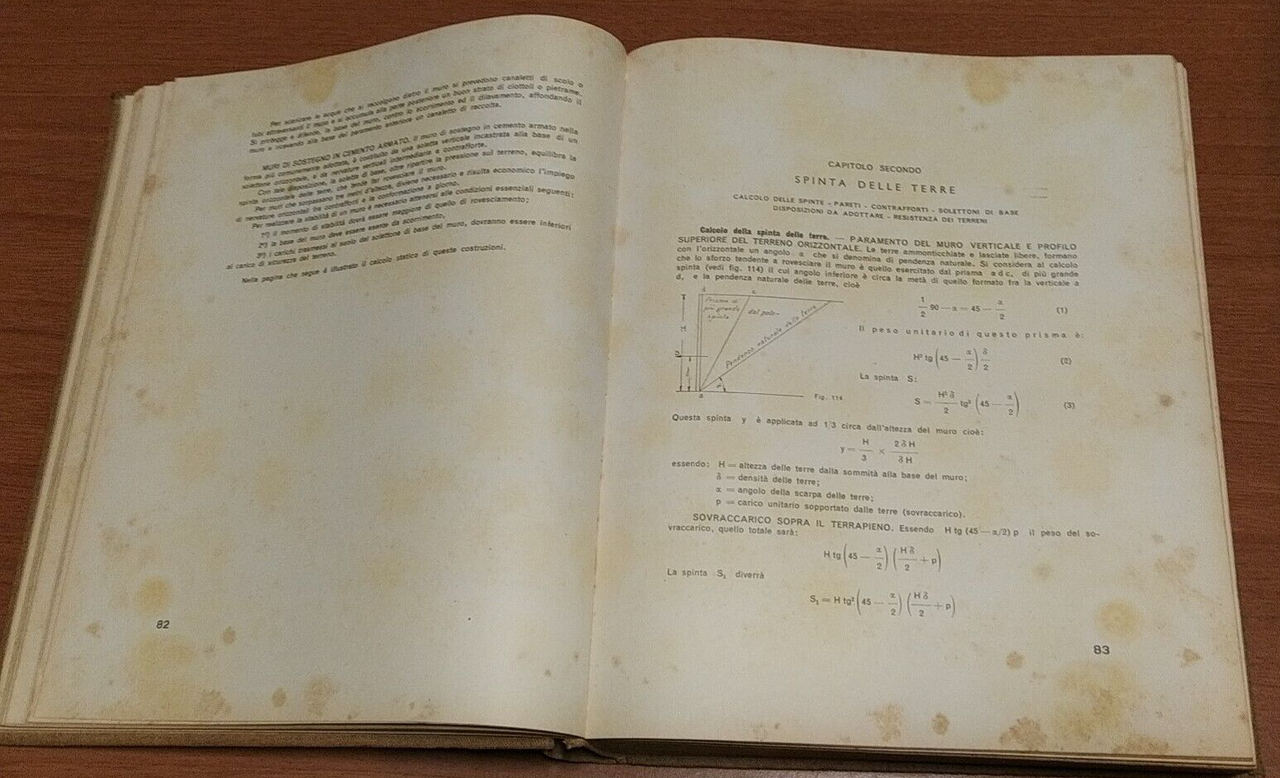 Per scaricare le acque che si raccolgono dietro il muro si prevedono canaletti di scolo o
tubi attraversanti il muro e si accumula alla parte posteriore un buon strato di ciottoli o pietrame.
Si protegge e difende, la base del muro, contro lo scorrimento ed il dilavamento, affondando il
muro e ricavando alla base del paramento anteriore un canaletto di raccolta.
MURI DI SOSTEGNO IN CEMENTO ARMATO. Il muro di sostegno in cemento armato nella
forma più comunemente adottata, è costituito da una soletta verticale incastrata alla base di un
solettone orizzontale, e da nervature verticali intermediarie a contrafforte.
Con tale disposizione, la soletta di base, oltre ripartire la pressione sul terreno, equilibra la
spinta orizzontale delle terre, che tende far rovesciare il muro.
Per muri che sorpassano tre metri d'altezza, diviene necessario e risulta economico l'impiego
di nervature orizzontali fra contrafforti e la conformazione a giorno.
Per realizzare la stabilità di un muro è necessario attenersi alle condizioni essenziali seguenti:
1º) il momento di stabilità dovrà essere maggiore di quello di rovesciamento;
2º) la base del muro deve essere esente da scorrimento,
3º) i carichi trasmessi al suolo dal solettone di base del muro, dovranno essere inferiori
al carico di sicurezza del terreno.
Nella pagina che segue è illustrato il calcolo statico di queste costruzioni.
82
CAPITOLO SECONDO
SPINTA DELLE TERRE
CALCOLO DELLE SPINTE - PARETI - CONTRAFFORTI - SOLETTONI DI BASE
DISPOSIZIONI DA ADOTTARE - RESISTENZA DEI TERRENI
Calcolo della spinta delle terre. — PARAMENTO DEL MURO VERTICALE E PROFILO
SUPERIORE DEL TERRENO ORIZZONTALE. Le terre ammonticchiate e lasciate libere, formano
con l'orizzontale un angolo α che si denomina di pendenza naturale. Si considera al calcolo
che lo sforzo tendente a rovesciare il muro è quello esercitato dal prisma a d c, di più grande
spinta (vedi fig. 114) il cui angolo inferiore è circa la metà di quello formato fra la verticale a
d, e la pendenza naturale delle terre, cioè
Prisma di
più grande
spinta
Pendenza naturale delle terre
H
a
Fig. 114
1/2 90 — α = 45 — α/2 (1)
Il peso unitario di questo prisma è:
H² tg (45 — α/2) δ/2 (2)
La spinta S:
S = H² δ/2 tg² (45 — α/2) (3)
Questa spinta y è applicata ad 1/3 circa dall'altezza del muro cioè:
y = H/3 × 2 δ H/δ H
essendo: H = altezza delle terre dalla sommità alla base del muro;
δ = densità delle terre;
α = angolo della scarpa delle terre;
p = carico unitario sopportato dalle terre (sovraccarico).
SOVRACCARICO SOPRA IL TERRAPIENO. Essendo H tg (45 — α/2) p il peso del so-
vraccarico, quello totale sarà:
H tg (45 — α/2) (H δ/2 + p)
La spinta S₁ diverrà
S₁ = H tg² (45 — α/2) (H δ/2 + p)
83